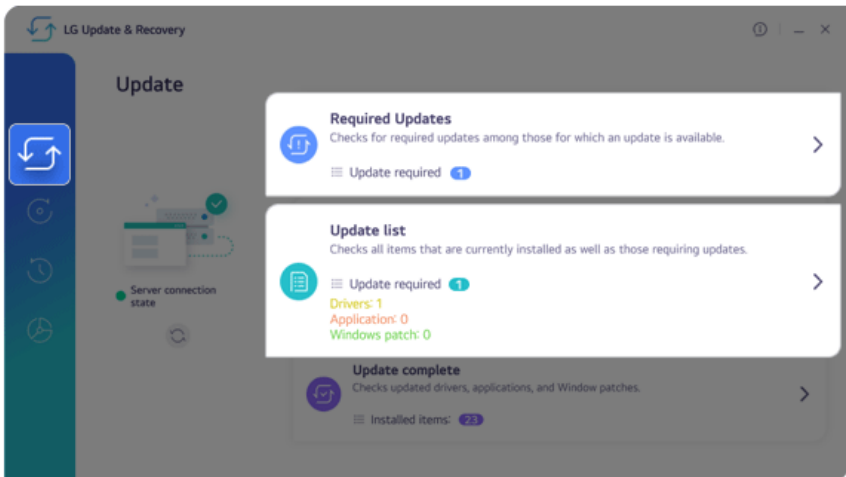 LG Update & Recovery
Update
Required Updates
Checks for required updates among those for which an update is available.
Update required 1
Update list
Checks all items that are currently installed as well as those requiring updates.
Update required 1
Drivers: 1
Application: 0
Windows patch: 0
Server connection
state
Update complete
Checks updated drivers, applications, and Window patches.
Installed items: 23